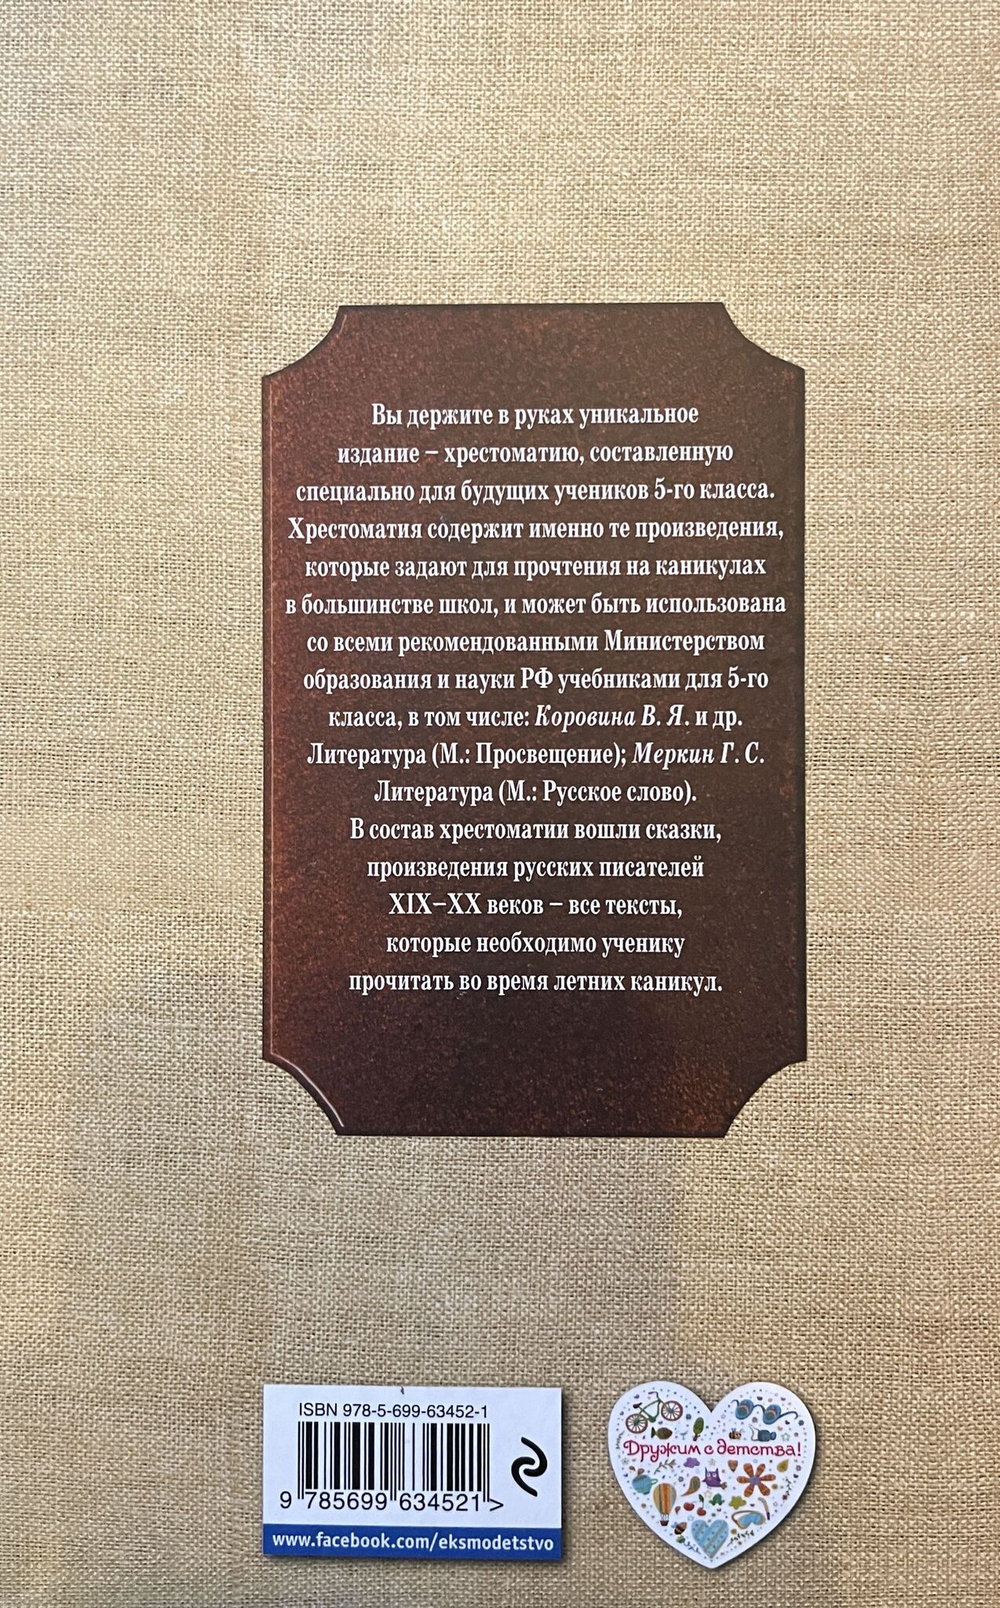 Вы держите в руках уникальное
издание – хрестоматию, составленную
специально для будущих учеников 5-го класса.
Хрестоматия содержит именно те произведения,
которые задают для прочтения на каникулах
в большинстве школ, и может быть использована
со всеми рекомендованными Министерством
образования и науки РФ учебниками для 5-го
класса, в том числе: Коровина В. Я. и др.
Литература (М.: Просвещение); Меркин Г. С.
Литература (М.: Русское слово).
В состав хрестоматии вошли сказки,
произведения русских писателей
XIX–XX веков – все тексты,
которые необходимо ученику
прочитать во время летних каникул.
ISBN 978-5-699-63452-1
9 785699 634521 >
www.facebook.com/eksmodetstvo
Дружим с детства!